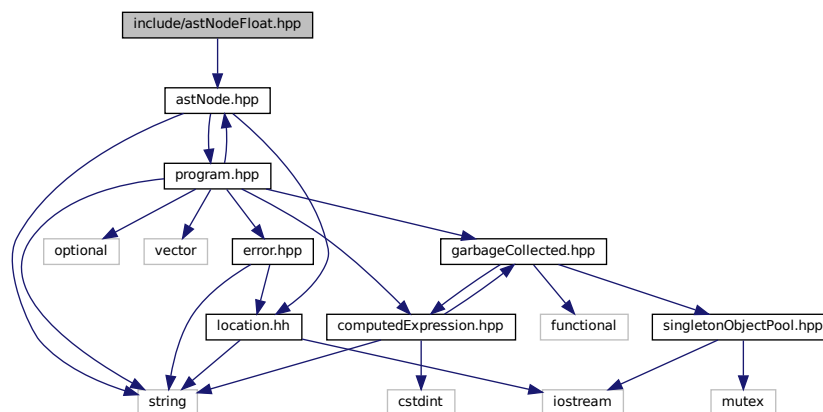 include/astNodeFloat.hpp
astNode.hpp
program.hpp
optional
vector
error.hpp
garbageCollected.hpp
location.hh
computedExpression.hpp
functional
singletonObjectPool.hpp
string
cstdint
iostream
mutex